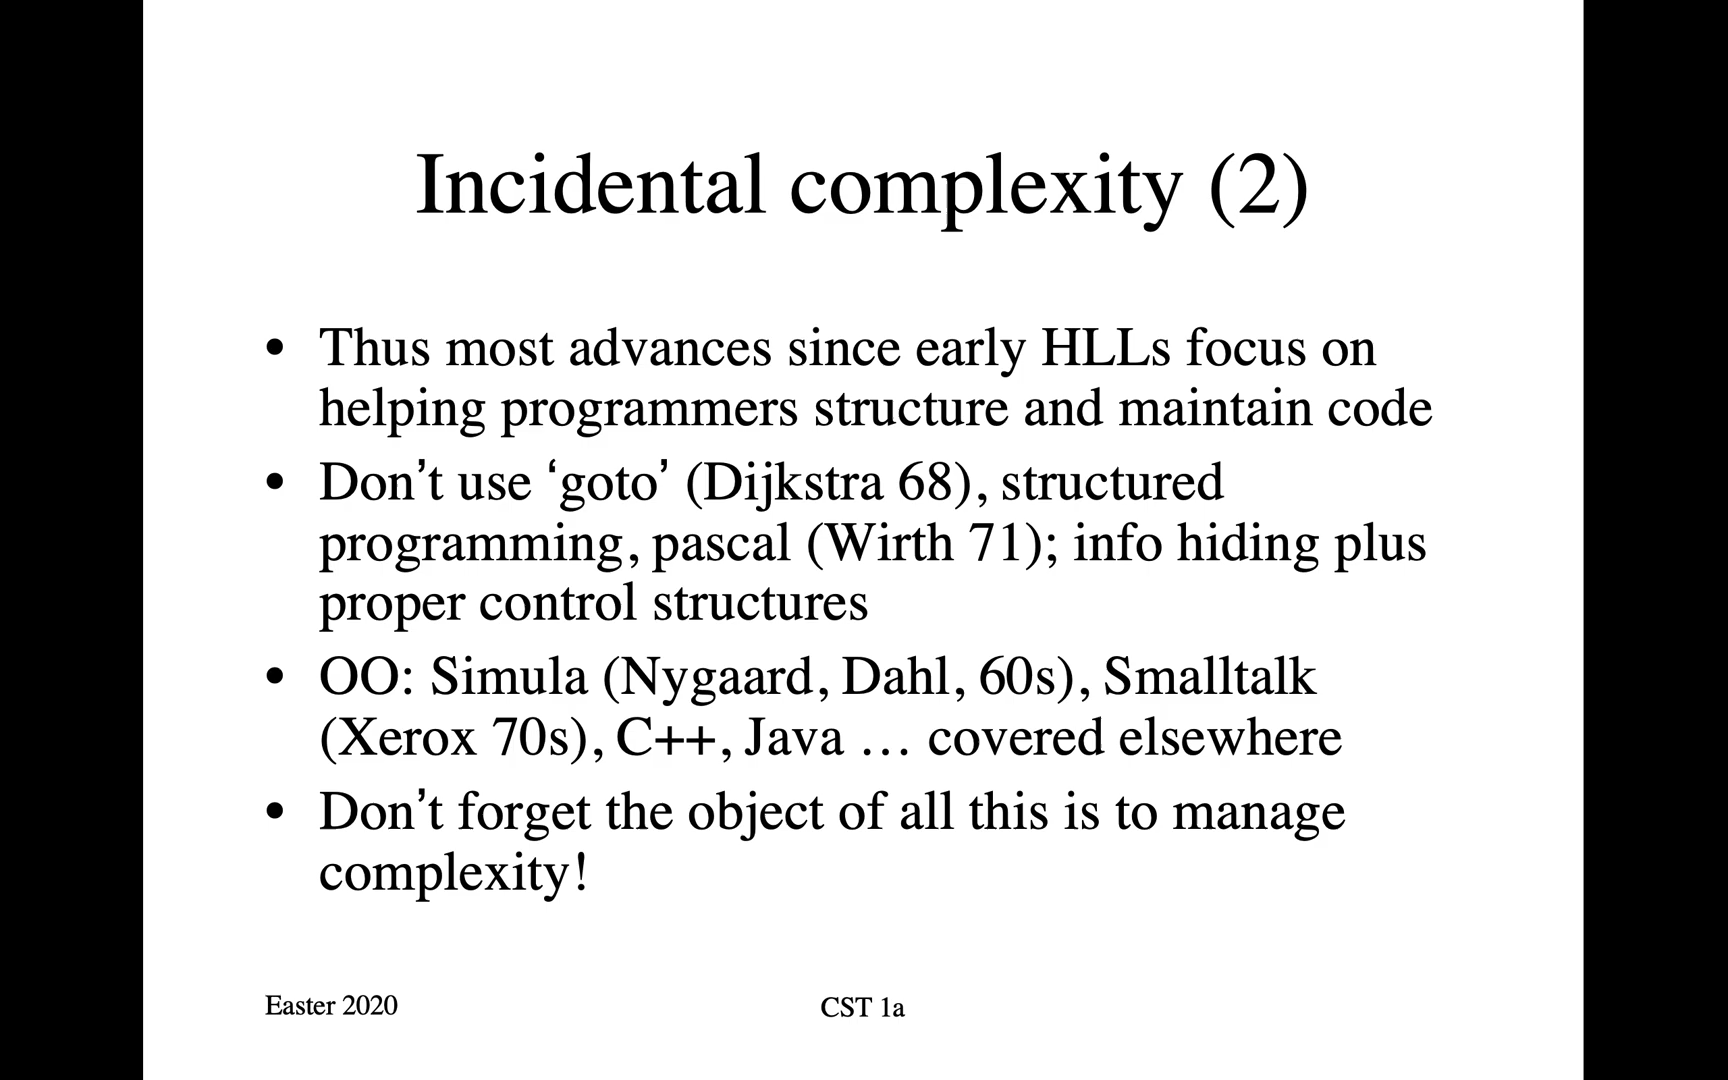 Incidental complexity (2)
• Thus most advances since early HLLs focus on
helping programmers structure and maintain code
• Don’t use ‘goto’ (Dijkstra 68), structured
programming, pascal (Wirth 71); info hiding plus
proper control structures
• OO: Simula (Nygaard, Dahl, 60s), Smalltalk
(Xerox 70s), C++, Java … covered elsewhere
• Don’t forget the object of all this is to manage
complexity!
Easter 2020
CST 1a